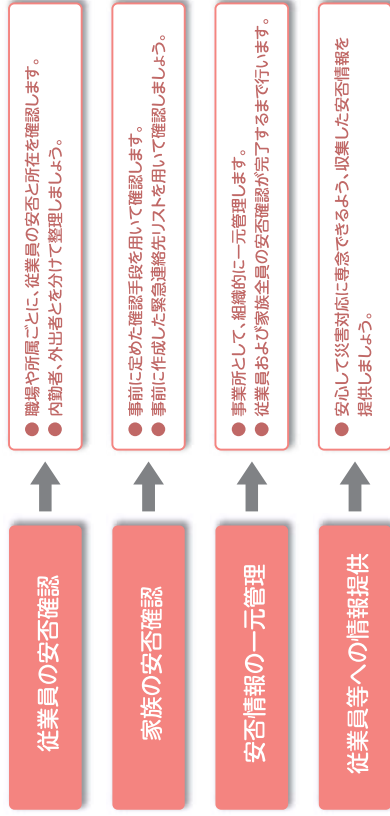 従業員の安否確認
● 職場や所属ごとに、従業員の安否と所在を確認します。
● 内勤者、外出者とを分けて整理しましょう。
家族の安否確認
● 事前に定めた確認手段を用いて確認します。
● 事前に作成した緊急連絡先リストを用いて確認しましょう。
安否情報の一元管理
● 事業所として、組織的に一元管理します。
● 従業員および家族全員の安否確認が完了するまで行います。
従業員等への情報提供
● 安心して災害対応に専念できるよう、収集した安否情報を
提供しましょう。